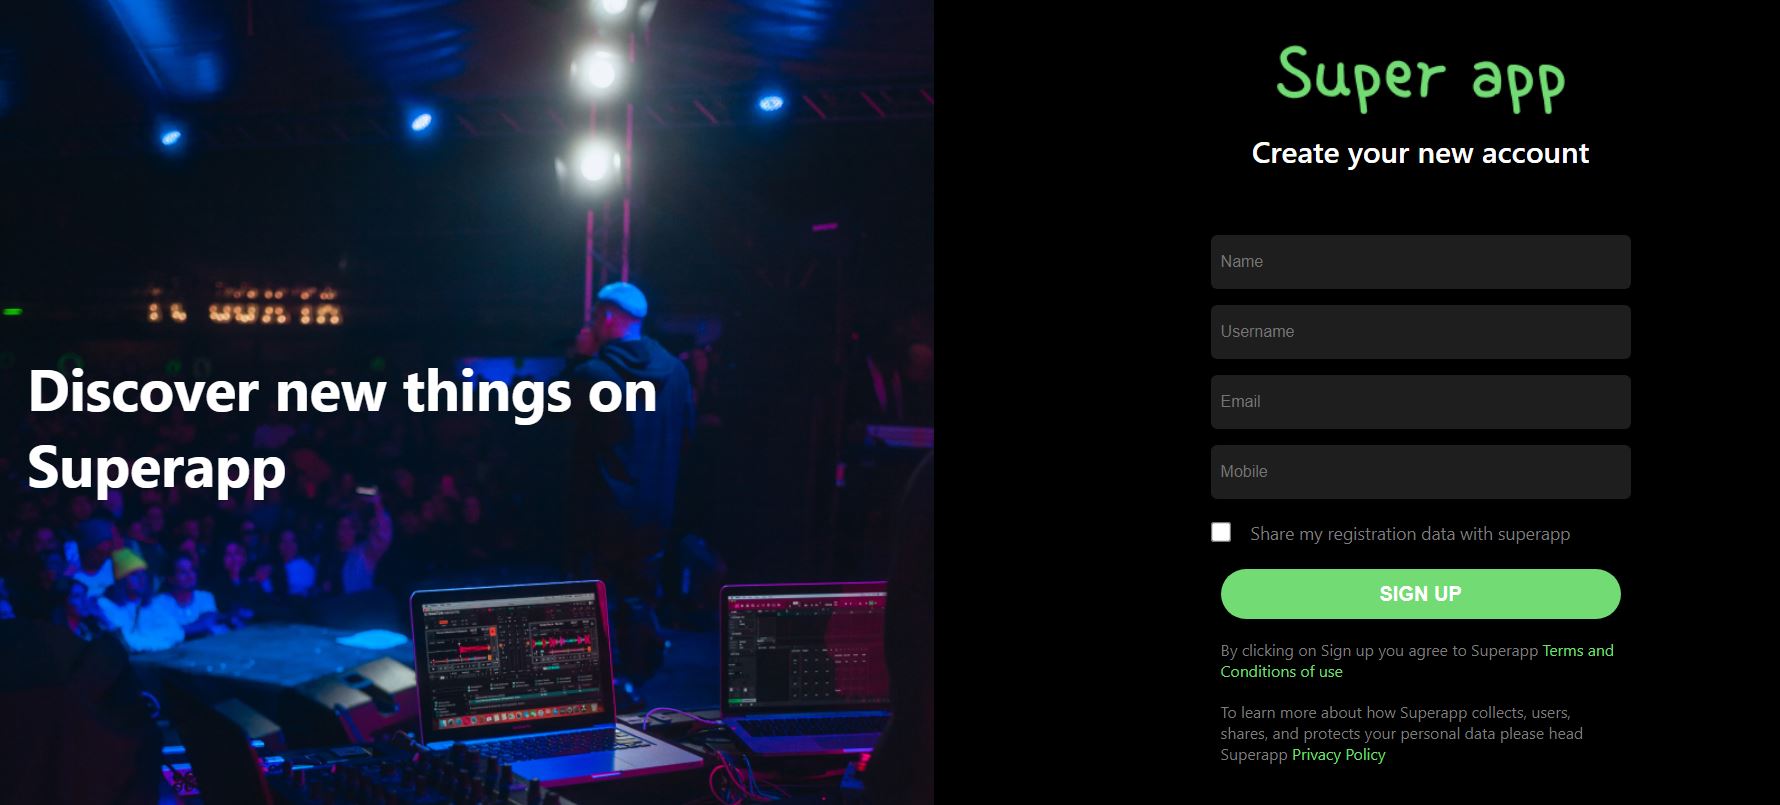 Discover new things on
Superapp
Super app
Create your new account
Name
Username
Email
Mobile
Share my registration data with superapp
SIGN UP
By clicking on Sign up you agree to Superapp Terms and
Conditions of use
To learn more about how Superapp collects, users,
shares, and protects your personal data please head
Superapp Privacy Policy